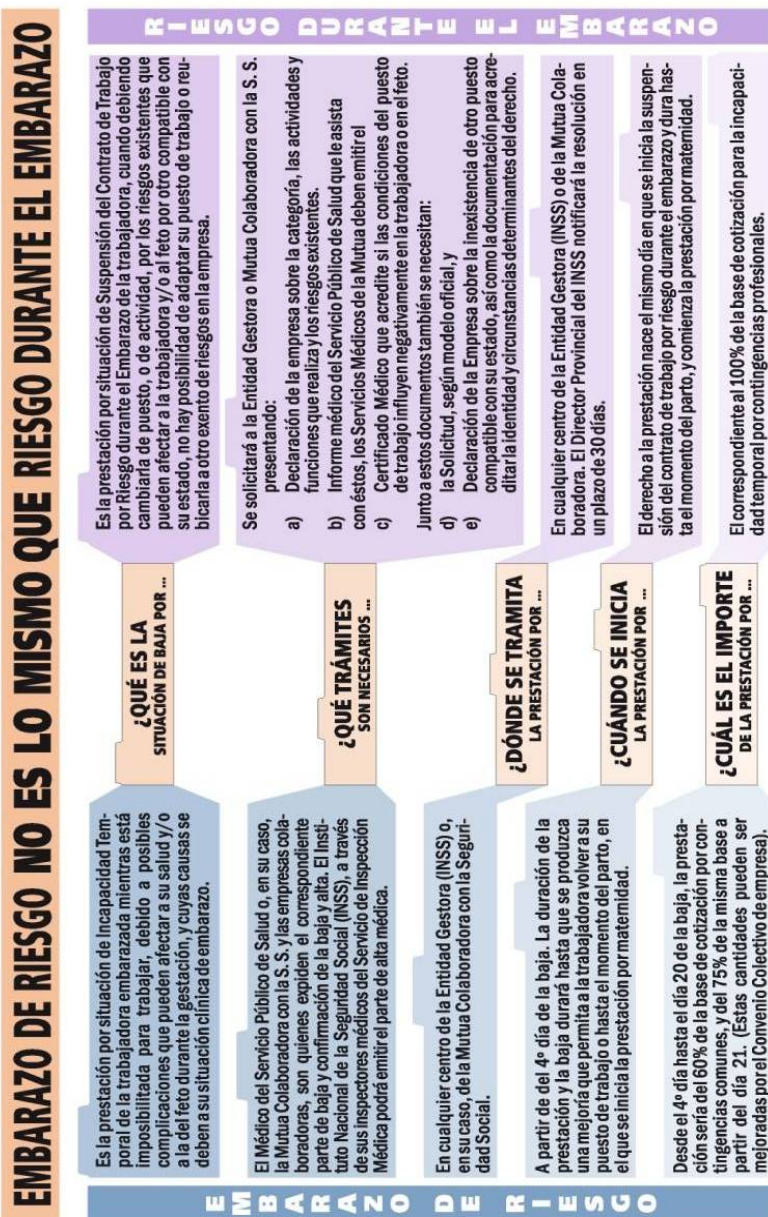 EMBARAZO DE RIESGO NO ES LO MISMO QUE RIESGO DURANTE EL EMBARAZO
EMBARAZO DE RIESGO
Es la prestación por situación de Incapacidad Tem-
poral de la trabajadora embarazada mientras está
imposibilitada para trabajar, debido a posibles
complicaciones que pueden afectar a su salud y/o
a la del feto durante la gestación, y cuyas causas se
deben a su situación clínica de embarazo.
¿QUÉ ES LA
SITUACIÓN DE BAJA POR ...
Es la prestación por situación de Suspensión del Contrato de Trabajo
por Riesgo durante el Embarazo de la trabajadora, cuando debiendo
cambiarla de puesto, o de actividad, por los riesgos existentes que
pueden afectar a la trabajadora y/o al feto por otro compatible con
su estado, no hay posibilidad de adaptar su puesto de trabajo o reu-
bicarla a otro exento de riesgos en la empresa.
El Médico del Servicio Público de Salud o, en su caso,
la Mutua Colaboradora con la S. S. y las empresas cola-
boradoras, son quienes expiden el correspondiente
parte de baja y confirmación de la baja y alta. El Insti-
tuto Nacional de la Seguridad Social (INSS), a través
de sus inspectores médicos del Servicio de Inspección
Médica podrá emitir el parte de alta médica.
¿QUÉ TRÁMITES
SON NECESARIOS ...
Se solicitará a la Entidad Gestora o Mutua Colaboradora con la S. S.
presentando:
a) Declaración de la empresa sobre la categoría, las actividades y
funciones que realiza y los riesgos existentes.
b) Informe médico del Servicio Público de Salud que le asista
con éstos, los Servicios Médicos de la Mutua deben emitir el
c) Certificado Médico que acredite si las condiciones del puesto
de trabajo influyen negativamente en la trabajadora o en el feto.
Junto a estos documentos también se necesitan:
d) la Solicitud, según modelo oficial, y
e) Declaración de la Empresa sobre la inexistencia de otro puesto
compatible con su estado, así como la documentación para acre-
ditar la identidad y circunstancias determinantes del derecho.
En cualquier centro de la Entidad Gestora (INSS) o,
en su caso, de la Mutua Colaboradora con la Seguri-
dad Social.
¿DÓNDE SE TRAMITA
LA PRESTACIÓN POR ...
En cualquier centro de la Entidad Gestora (INSS) o de la Mutua Cola-
boradora. El Director Provincial del INSS notificará la resolución en
un plazo de 30 días.
A partir de del 4º día de la baja. La duración de la
prestación y la baja durará hasta que se produzca
una mejoría que permita a la trabajadora volver a su
puesto de trabajo o hasta el momento del parto, en
el que se inicia la prestación por maternidad.
¿CUÁNDO SE INICIA
LA PRESTACIÓN POR ...
El derecho a la prestación nace el mismo día en que se inicia la suspen-
sión del contrato de trabajo por riesgo durante el embarazo y dura has-
ta el momento del parto, y comienza la prestación por maternidad.
Desde el 4º día hasta el día 20 de la baja, la presta-
ción sería del 60% de la base de cotización por con-
tingencias comunes, y del 75% de la misma base a
partir del día 21. (Estas cantidades pueden ser
mejoradas por el Convenio Colectivo de empresa).
¿CUÁL ES EL IMPORTE
DE LA PRESTACIÓN POR ...
El correspondiente al 100% de la base de cotización para la incapaci-
dad temporal por contingencias profesionales.
RIESGO DURANTE EL EMBARAZO